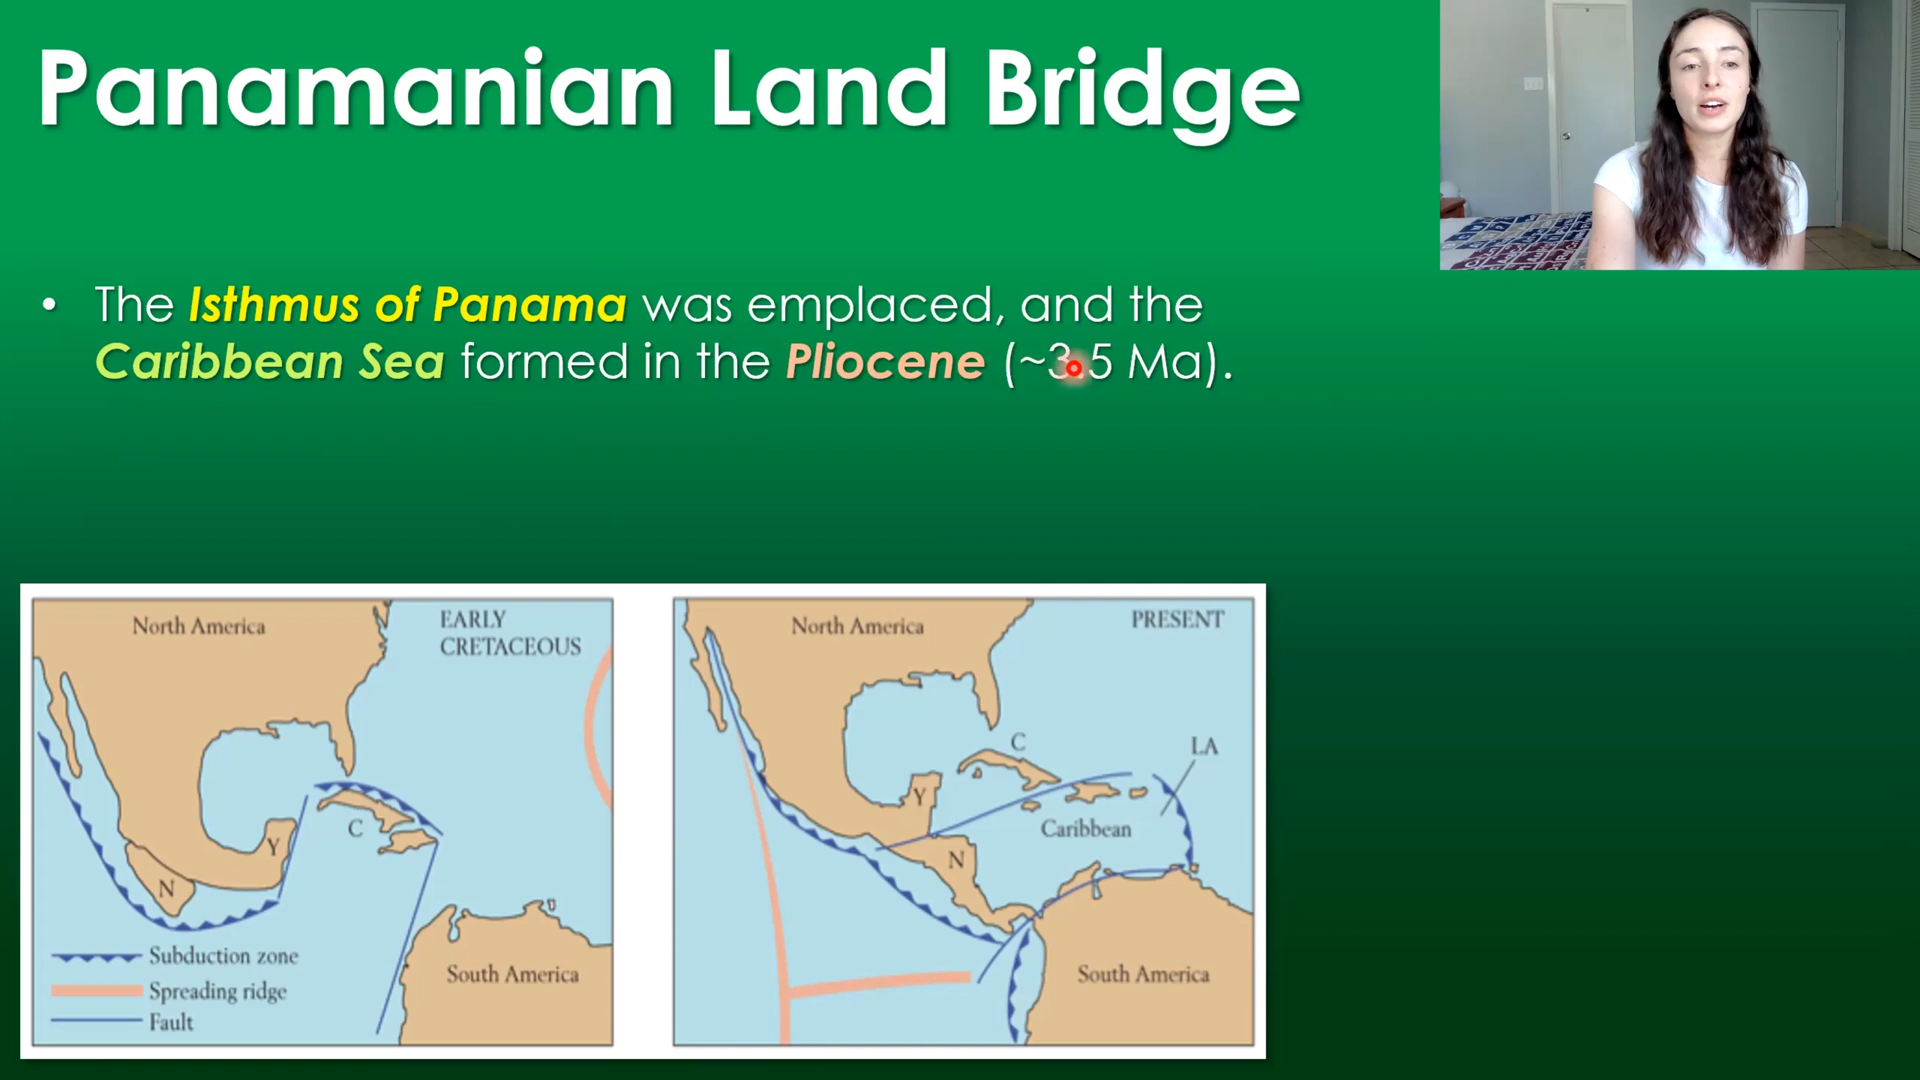 Panamanian Land Bridge
• The Isthmus of Panama was emplaced, and the
Caribbean Sea formed in the Pliocene (~3.5 Ma).
North America
EARLY
CRETACEOUS
C
Y
N
Subduction zone
Spreading ridge
Fault
South America
North America
PRESENT
C
LA
Y
Caribbean
N
South America